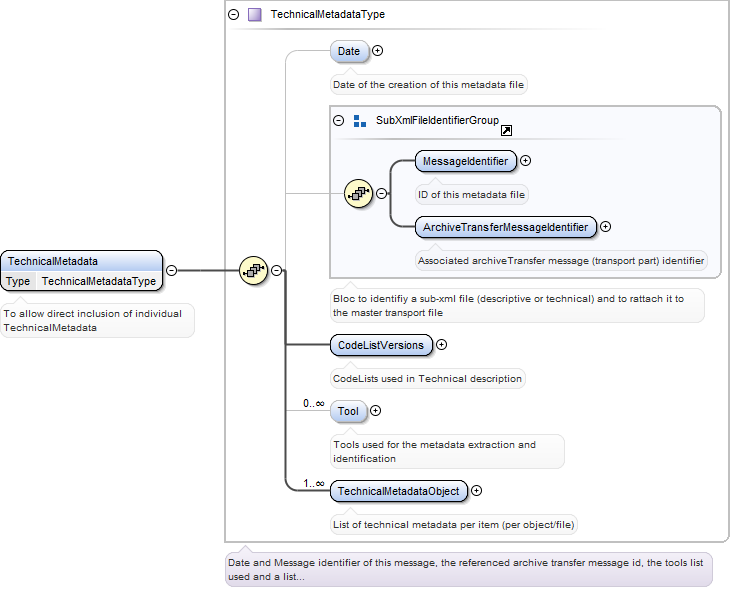 TechnicalMetadataType
Date
Date of the creation of this metadata file
SubXmlFileIdentifierGroup
MessageIdentifier
ID of this metadata file
ArchiveTransferMessageIdentifier
Associated archiveTransfer message (transport part) identifier
TechnicalMetadata
Type TechnicalMetadataType
To allow direct inclusion of individual
TechnicalMetadata
Bloc to identifiy a sub-xml file (descriptive or technical) and to rattach it to
the master transport file
CodeListVersions
CodeLists used in Technical description
0..∞
Tool
Tools used for the metadata extraction and
identification
1..∞
TechnicalMetadataObject
List of technical metadata per item (per object/file)
Date and Message identifier of this message, the referenced archive transfer message id, the tools list
used and a list...